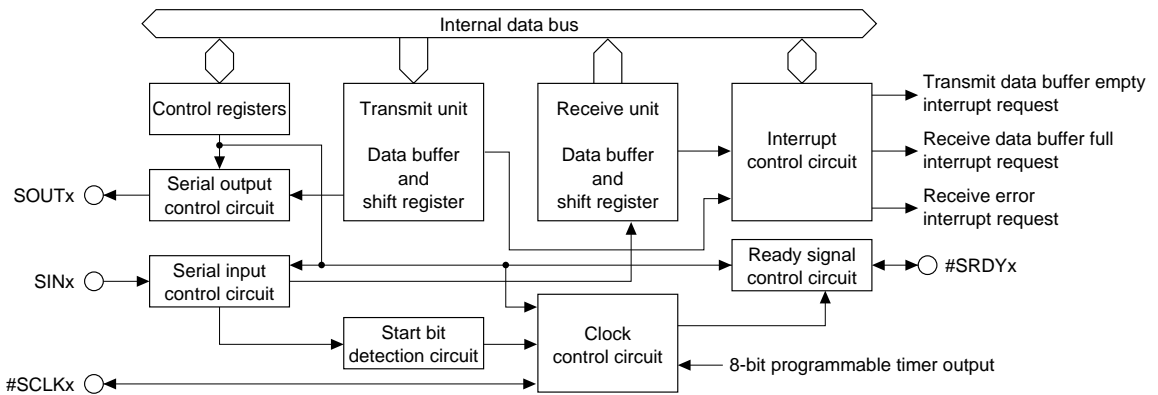 Internal data bus
Control registers
Transmit unit
Data buffer
and
shift register
Receive unit
Data buffer
and
shift register
Interrupt
control circuit
Transmit data buffer empty
interrupt request
Receive data buffer full
interrupt request
Receive error
interrupt request
SOUTx
Serial output
control circuit
SINx
Serial input
control circuit
Ready signal
control circuit
#SRDYx
Start bit
detection circuit
Clock
control circuit
8-bit programmable timer output
#SCLKx